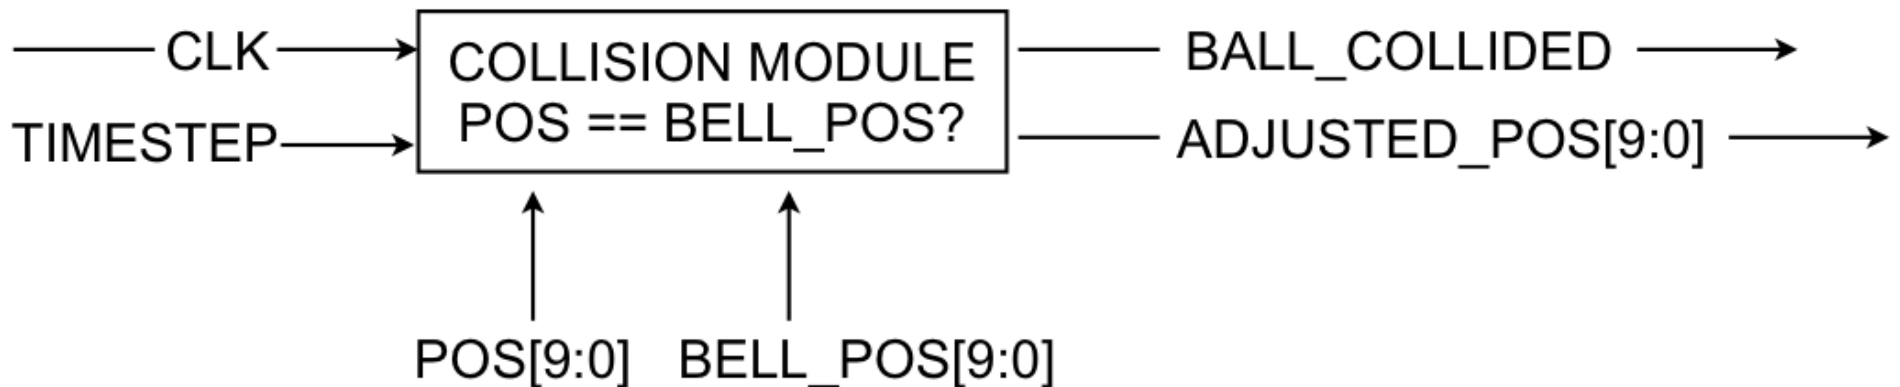 CLK
TIMESTEP
COLLISION MODULE
POS == BELL_POS?
BALL_COLLIDED
ADJUSTED_POS[9:0]
POS[9:0]
BELL_POS[9:0]